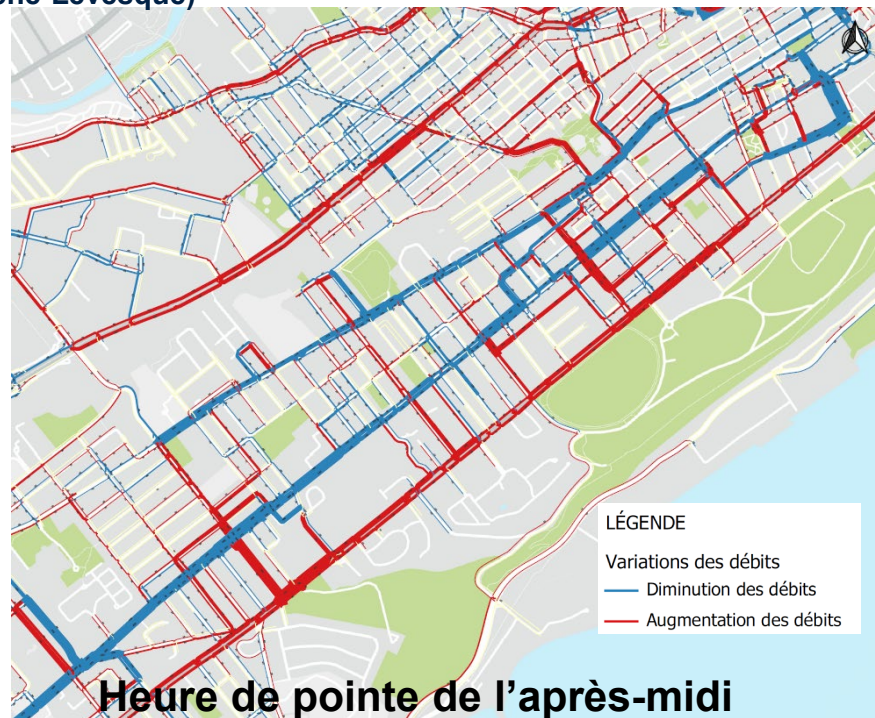 LÉGENDE
Variations des débits
Diminution des débits
Augmentation des débits
Heure de pointe de l’après-midi